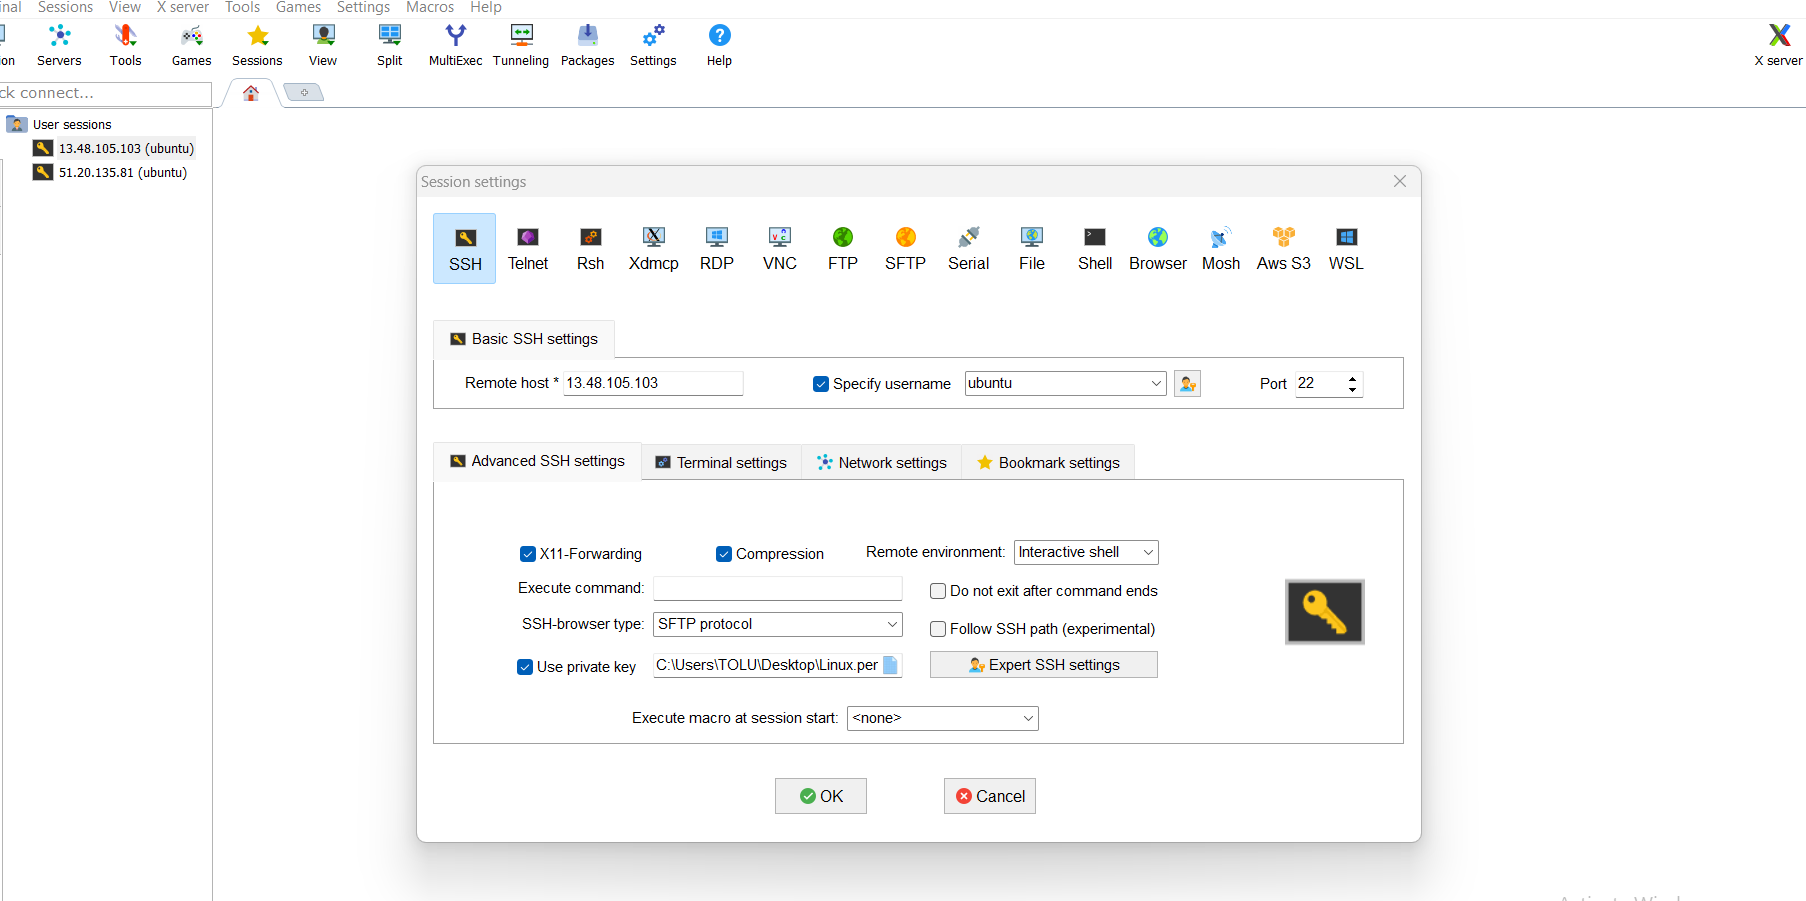 inal Sessions View X server Tools Games Settings Macros Help
ion Servers Tools Games Sessions View Split MultiExec Tunneling Packages Settings Help X server
ck connect...
User sessions
13.48.105.103 (ubuntu)
51.20.135.81 (ubuntu)
Session settings
SSH Telnet Rsh Xdmcp RDP VNC FTP SFTP Serial File Shell Browser Mosh Aws S3 WSL
Basic SSH settings
Remote host * 13.48.105.103 Specify username ubuntu Port 22
Advanced SSH settings Terminal settings Network settings Bookmark settings
X11-Forwarding Compression Remote environment: Interactive shell
Execute command: Do not exit after command ends
SSH-browser type: SFTP protocol Follow SSH path (experimental)
Use private key C:\Users\TOLU\Desktop\Linux.per Expert SSH settings
Execute macro at session start: <none>
OK Cancel